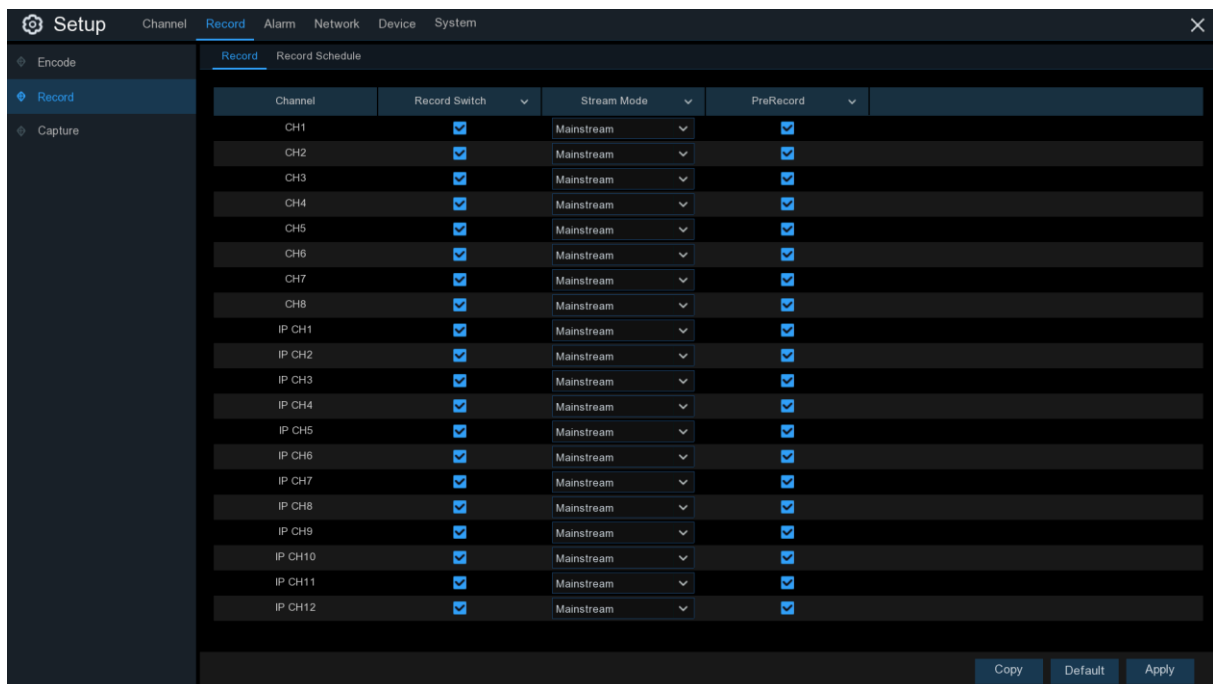 Setup Channel Record Alarm Network Device System
Encode
Record
Capture
Record Record Schedule
Channel Record Switch Stream Mode PreRecord
CH1 Mainstream
CH2 Mainstream
CH3 Mainstream
CH4 Mainstream
CH5 Mainstream
CH6 Mainstream
CH7 Mainstream
CH8 Mainstream
IP CH1 Mainstream
IP CH2 Mainstream
IP CH3 Mainstream
IP CH4 Mainstream
IP CH5 Mainstream
IP CH6 Mainstream
IP CH7 Mainstream
IP CH8 Mainstream
IP CH9 Mainstream
IP CH10 Mainstream
IP CH11 Mainstream
IP CH12 Mainstream
Copy Default Apply